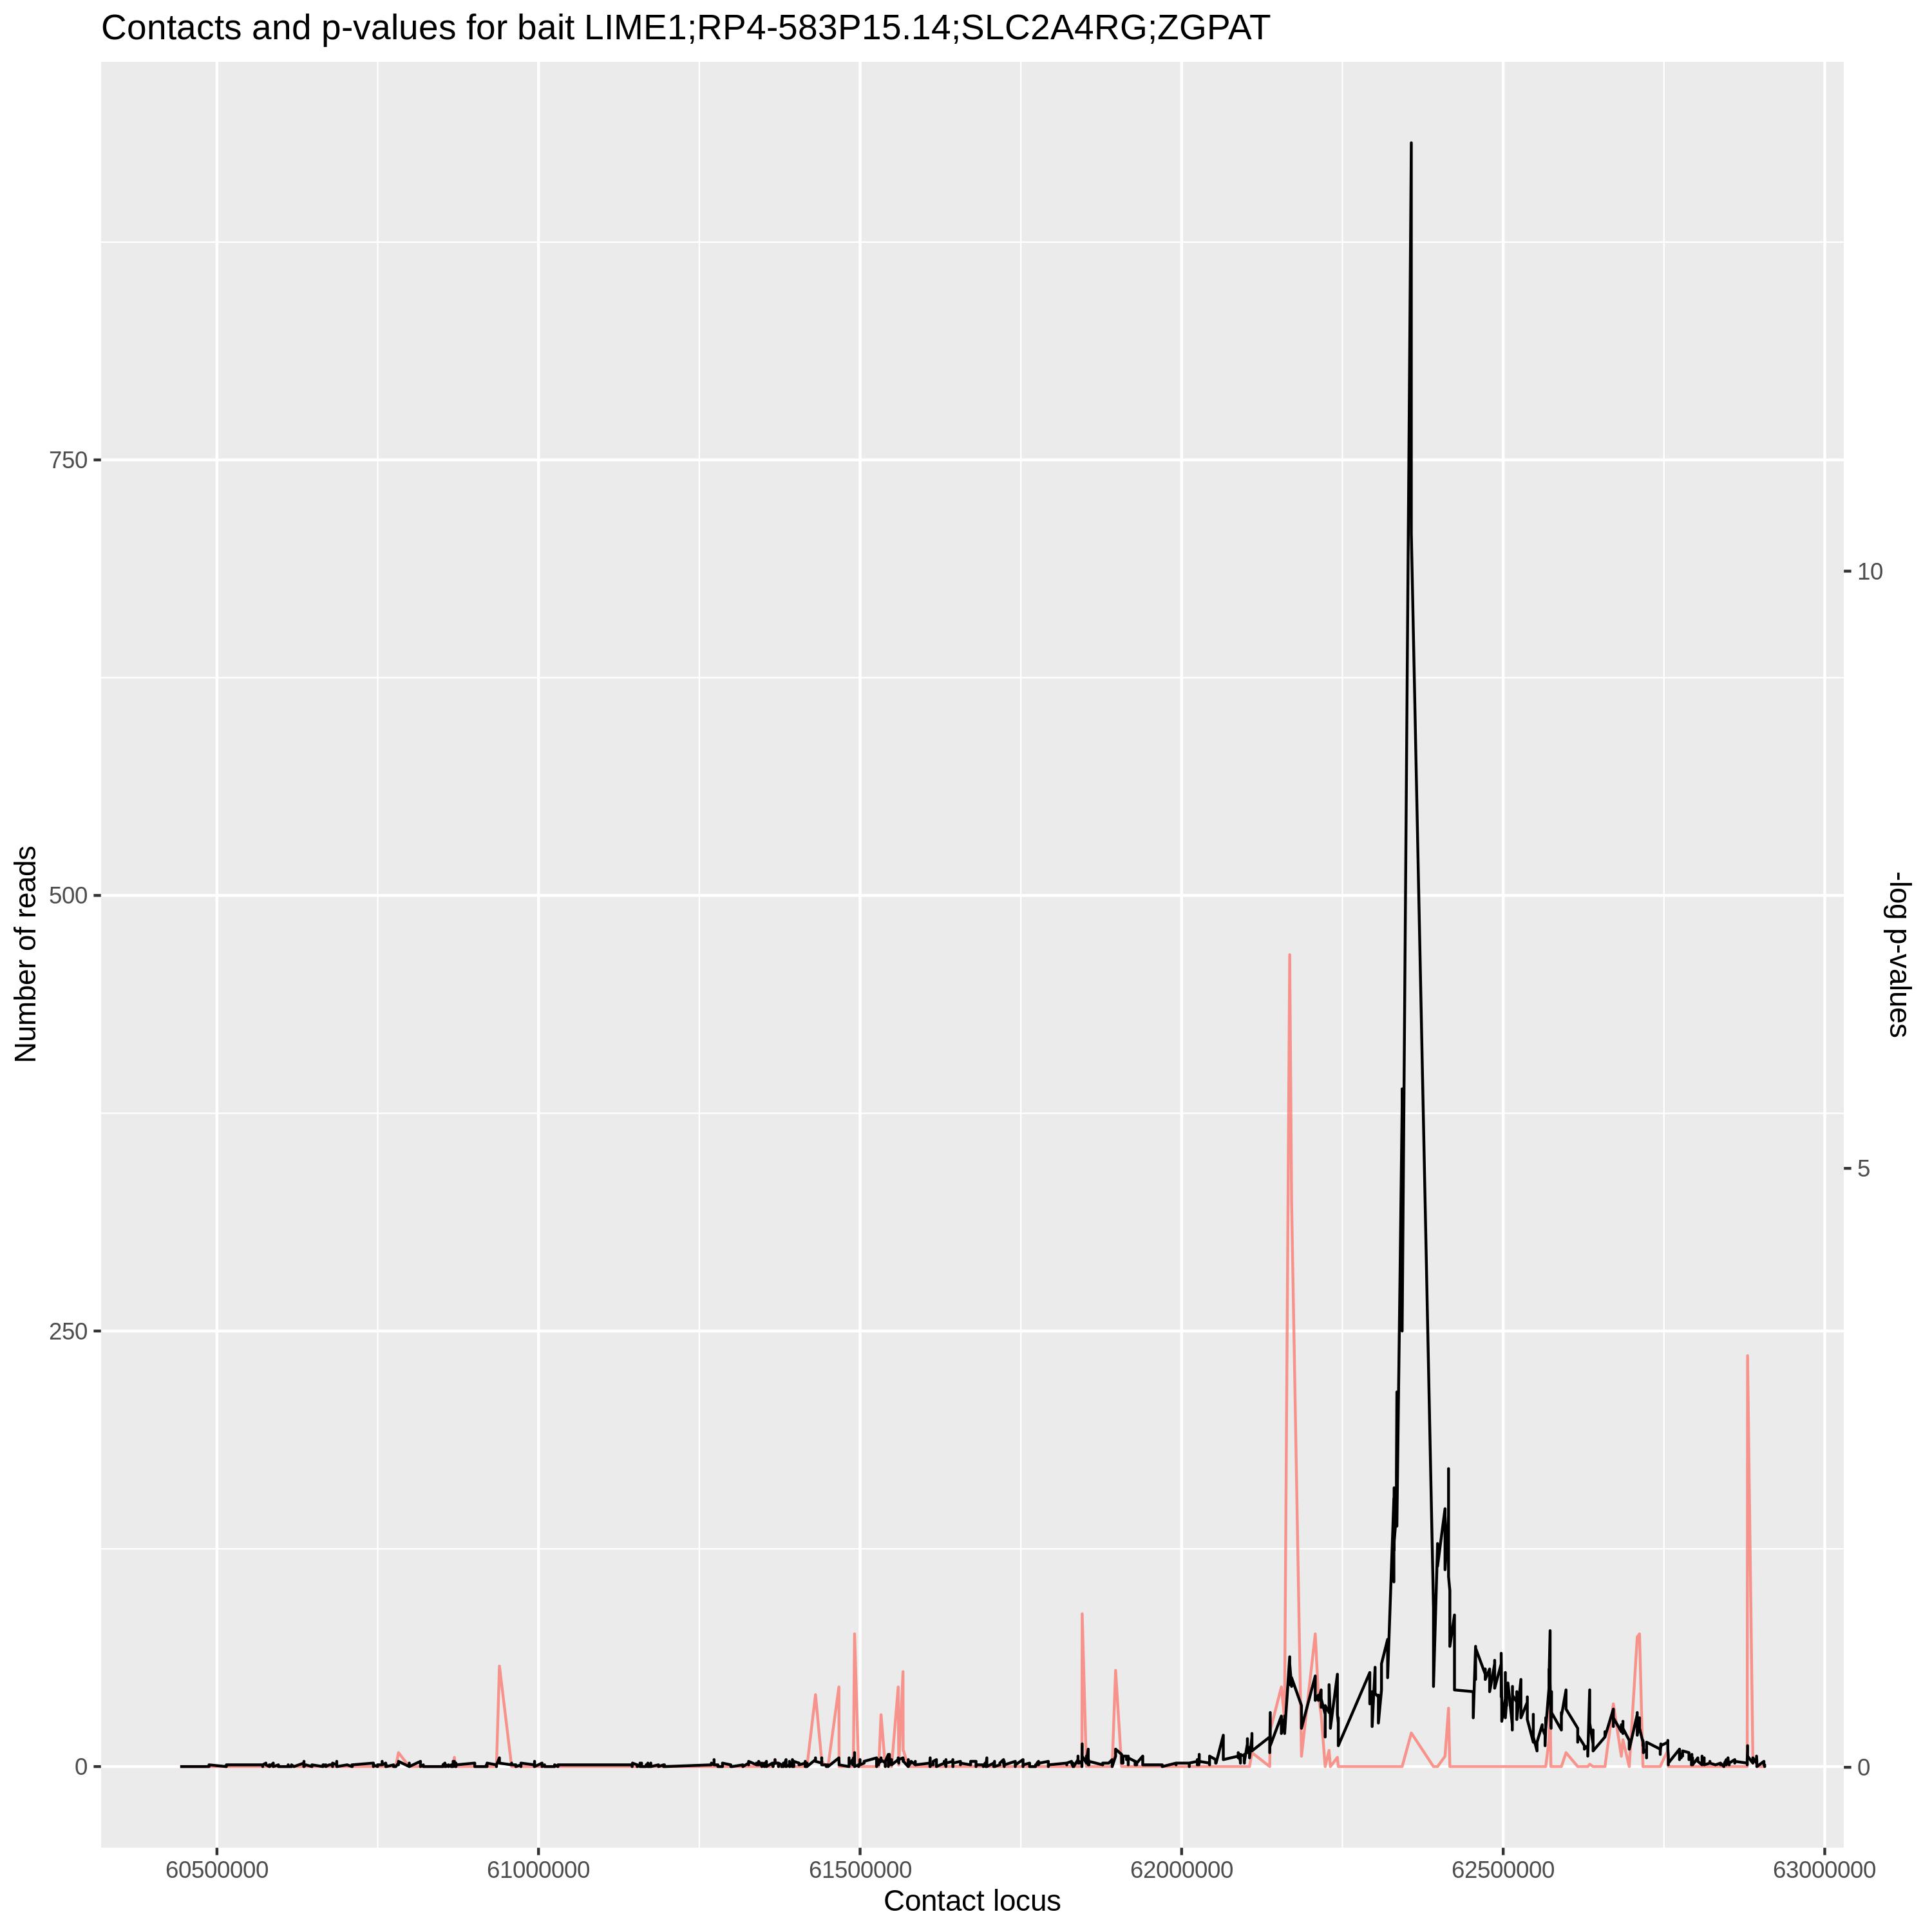 Contacts and p-values for bait LIME1;RP4-583P15.14;SLC2A4RG;ZGPAT
Number of reads
750
500
250
0
10
5
0
-log p-values
60500000 61000000 61500000 62000000 62500000 63000000
Contact locus